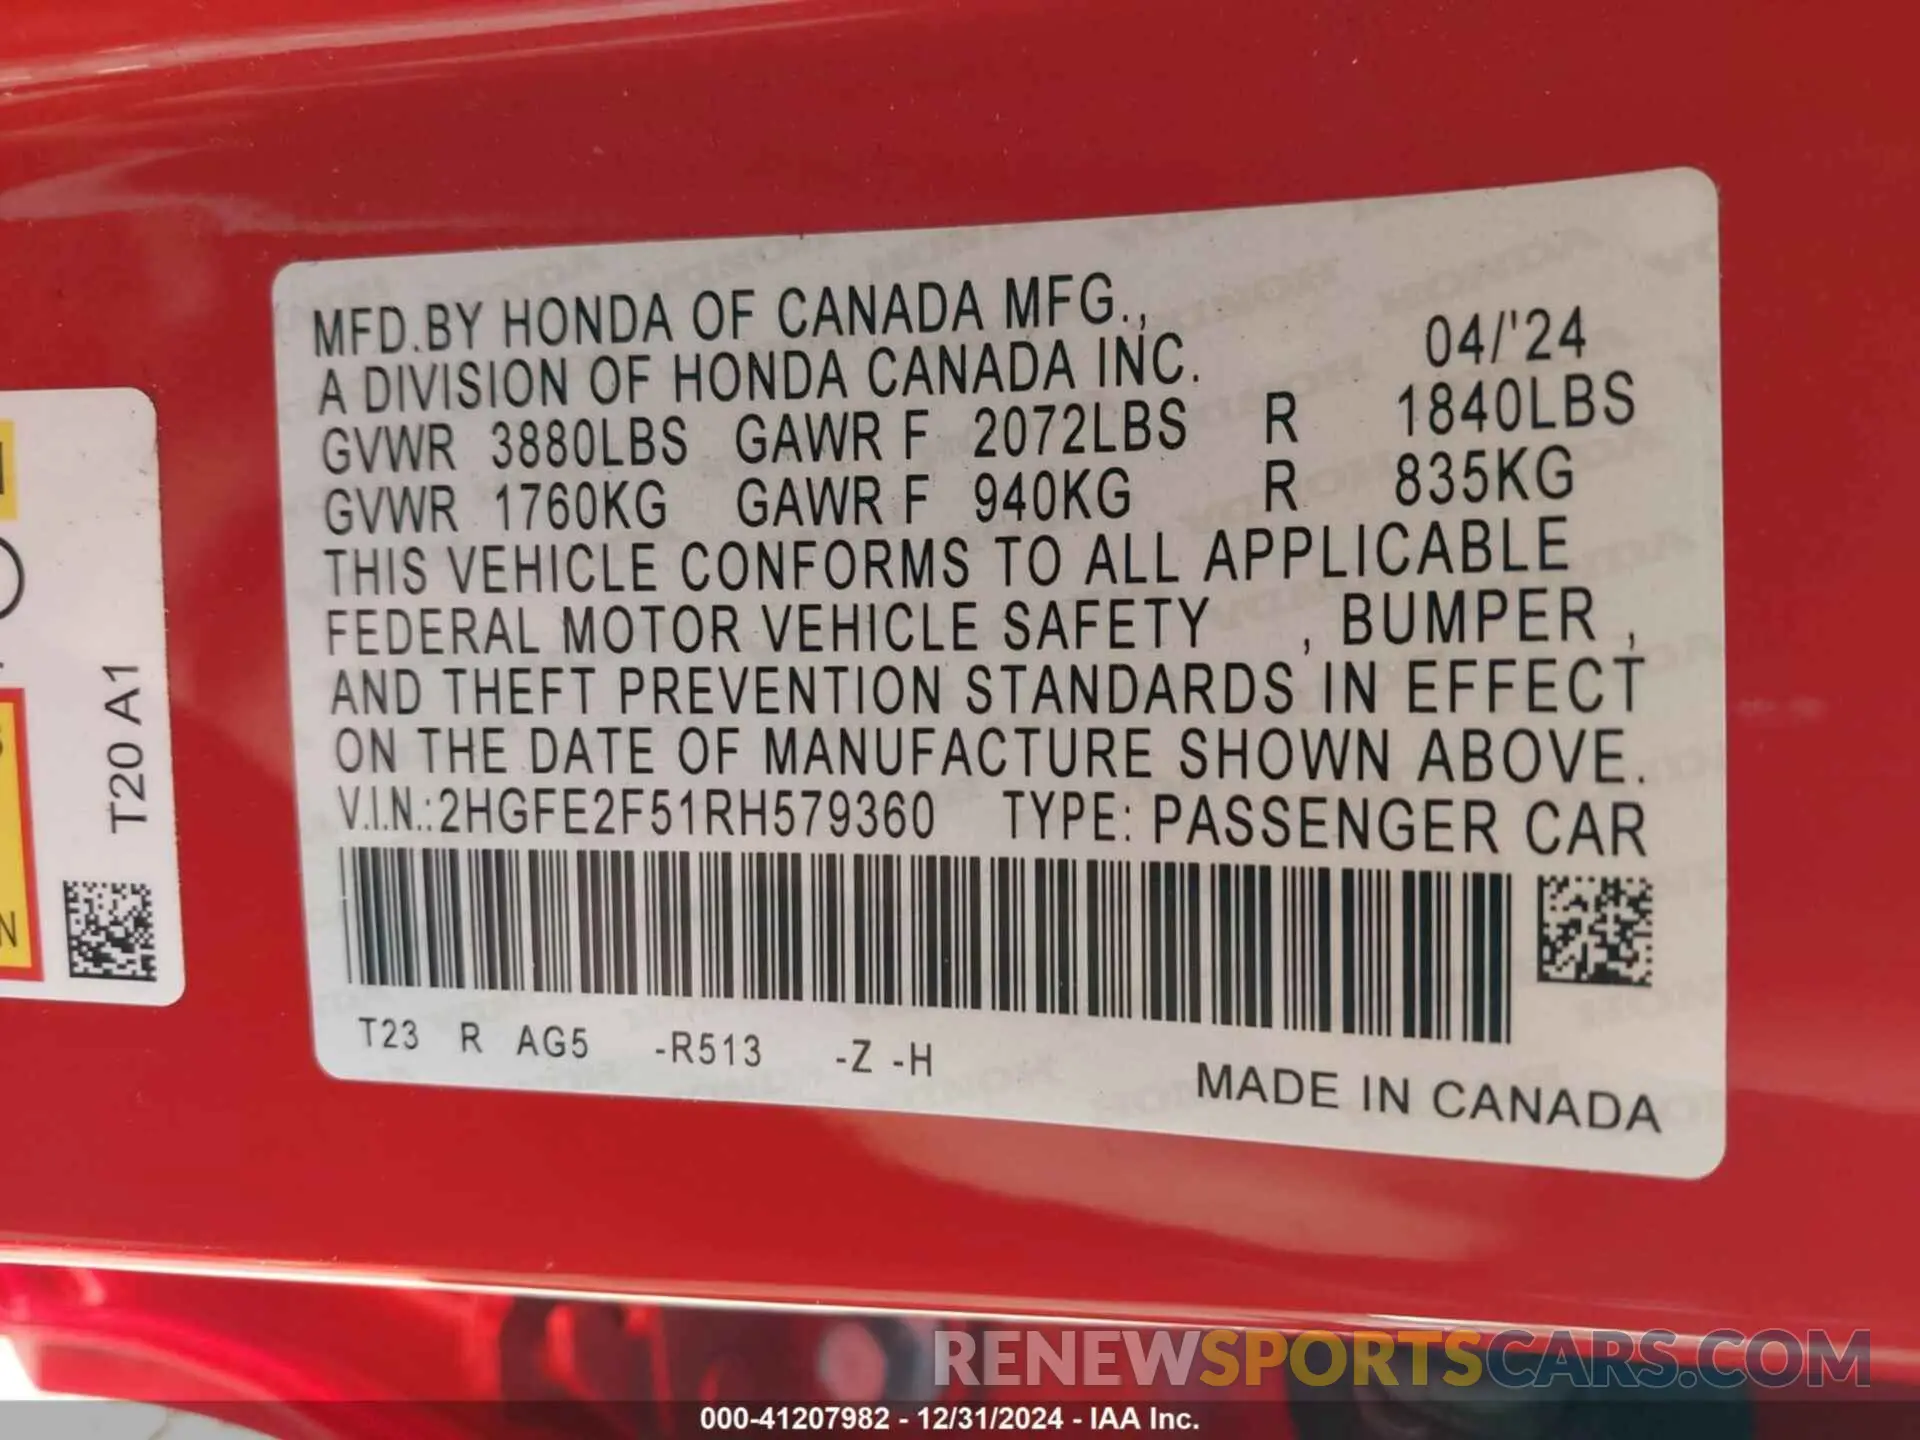 MFD.BY HONDA OF CANADA MFG.,
A DIVISION OF HONDA CANADA INC. 04/'24
GVWR 3880LBS GAWR F 2072LBS R 1840LBS
GVWR 1760KG GAWR F 940KG R 835KG
THIS VEHICLE CONFORMS TO ALL APPLICABLE
FEDERAL MOTOR VEHICLE SAFETY , BUMPER ,
AND THEFT PREVENTION STANDARDS IN EFFECT
ON THE DATE OF MANUFACTURE SHOWN ABOVE.
V.I.N.:2HGFE2F51RH579360 TYPE: PASSENGER CAR
T23 R AG5 -R513 -Z -H
MADE IN CANADA
T20 A1
RENEWSPORTSCARS.COM
000-41207982 - 12/31/2024 - IAA Inc.